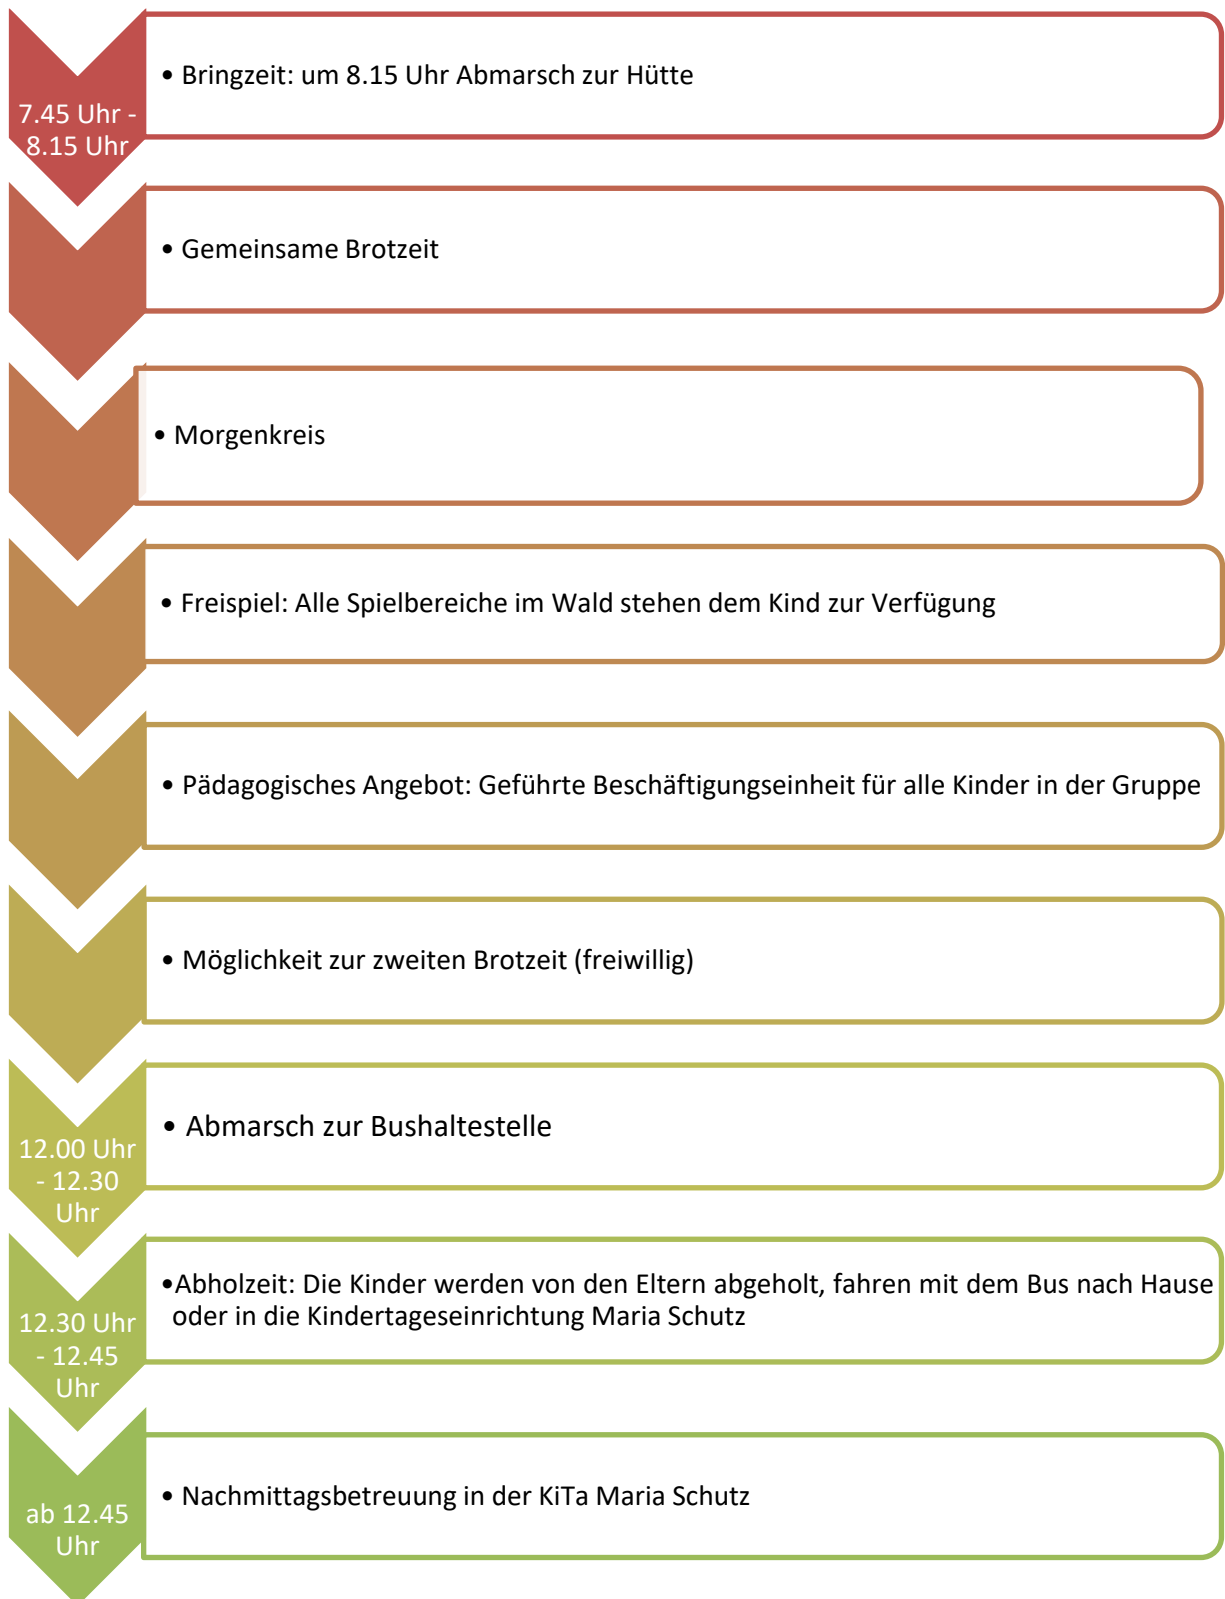 7.45 Uhr -
8.15 Uhr
• Bringzeit: um 8.15 Uhr Abmarsch zur Hütte
• Gemeinsame Brotzeit
• Morgenkreis
• Freispiel: Alle Spielbereiche im Wald stehen dem Kind zur Verfügung
• Pädagogisches Angebot: Geführte Beschäftigungseinheit für alle Kinder in der Gruppe
• Möglichkeit zur zweiten Brotzeit (freiwillig)
12.00 Uhr
- 12.30
Uhr
• Abmarsch zur Bushaltestelle
12.30 Uhr
- 12.45
Uhr
•Abholzeit: Die Kinder werden von den Eltern abgeholt, fahren mit dem Bus nach Hause
oder in die Kindertageseinrichtung Maria Schutz
ab 12.45
Uhr
• Nachmittagsbetreuung in der KiTa Maria Schutz